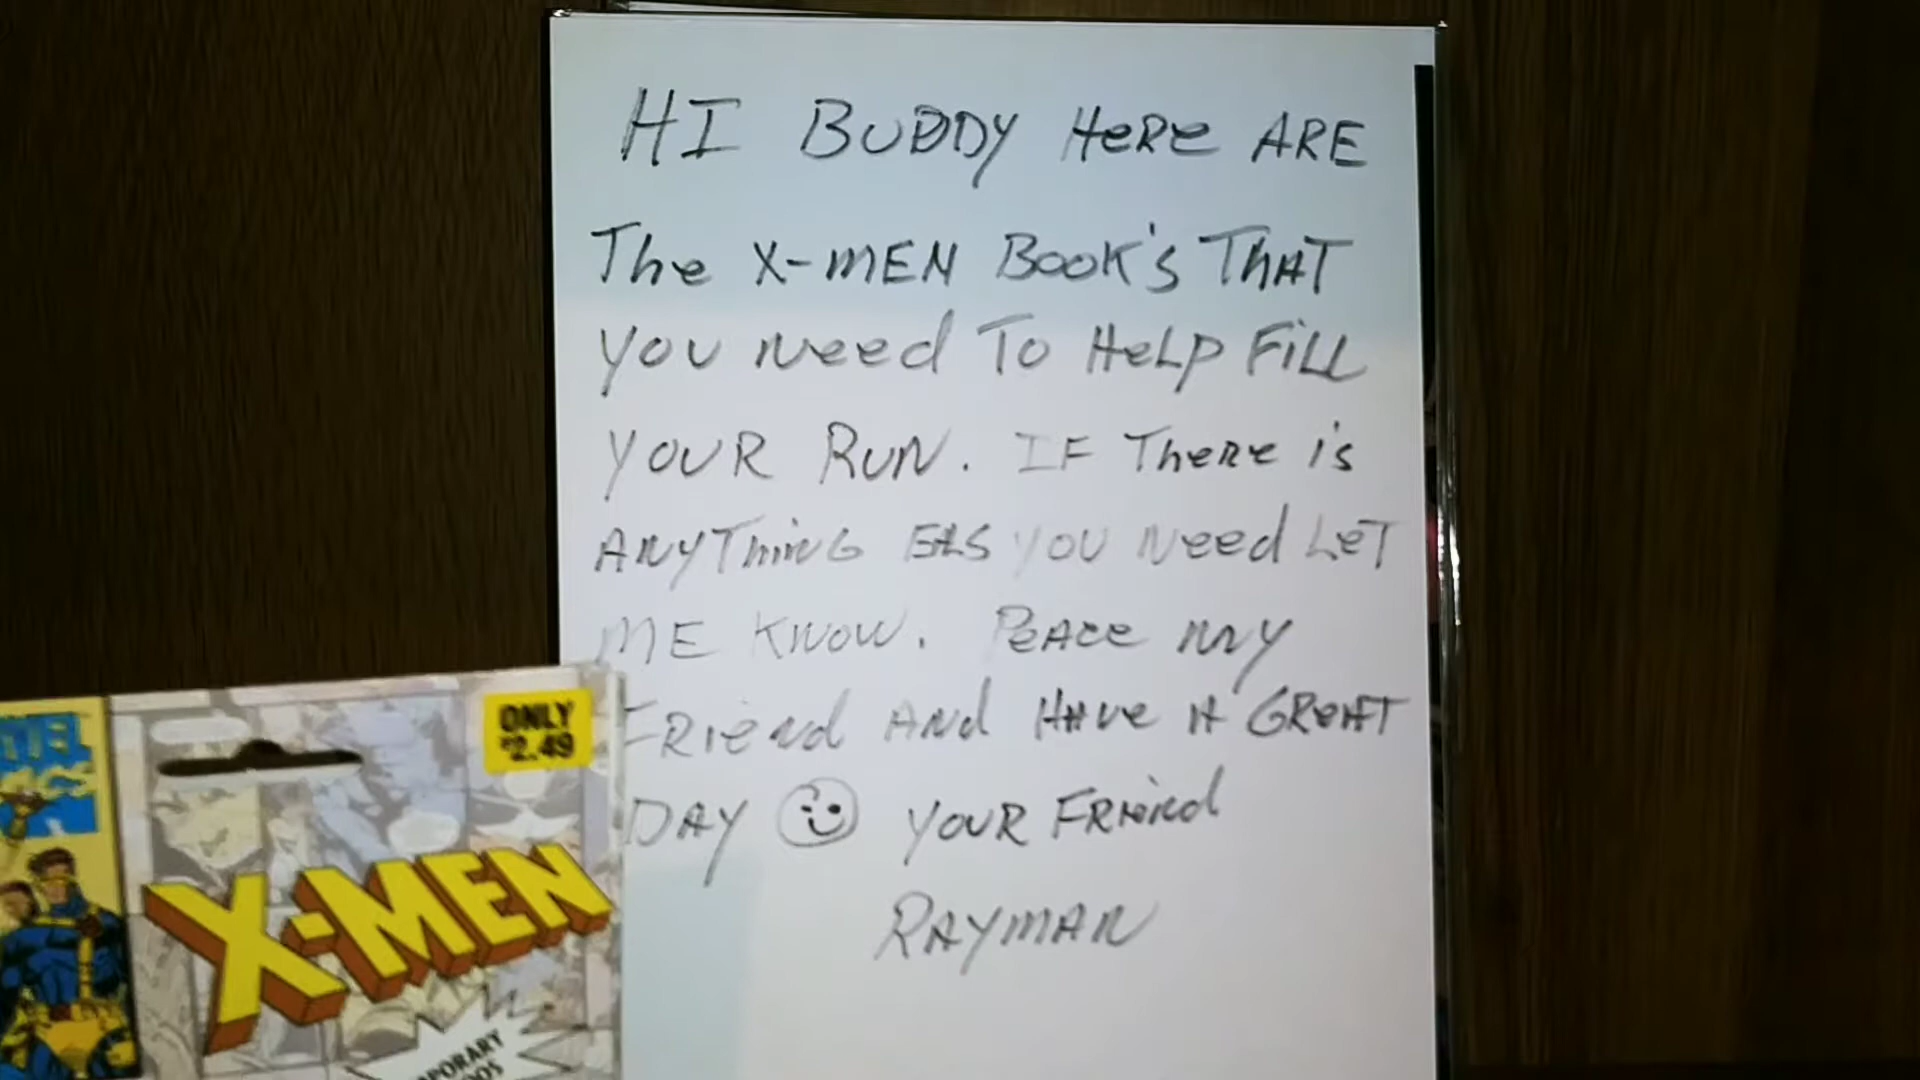 HI BUDDY HeRe ARE
The X-MEN BOOK'S THAT
YOU Need TO HeLP FiLL
YOUR RUN. IF THeRe is
ANYTHiNG ELS YOU Need LeT
ME KNOW. PeACe MY
FRiend AND HAve A GReAT
DAY YOUR FRiend
RAYMAN
ONLY
$2.49
X-MEN